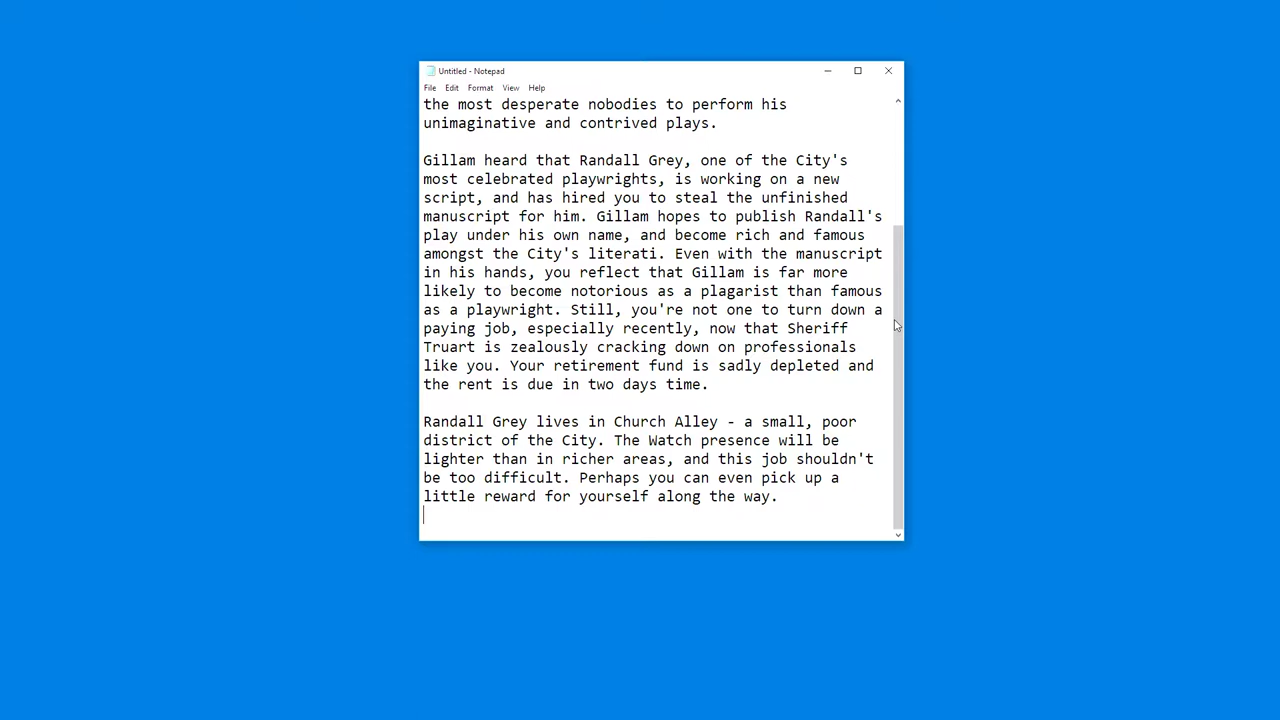 Untitled - Notepad
File Edit Format View Help
the most desperate nobodies to perform his
unimaginative and contrived plays.
Gillam heard that Randall Grey, one of the City's
most celebrated playwrights, is working on a new
script, and has hired you to steal the unfinished
manuscript for him. Gillam hopes to publish Randall's
play under his own name, and become rich and famous
amongst the City's literati. Even with the manuscript
in his hands, you reflect that Gillam is far more
likely to become notorious as a plagarist than famous
as a playwright. Still, you're not one to turn down a
paying job, especially recently, now that Sheriff
Truart is zealously cracking down on professionals
like you. Your retirement fund is sadly depleted and
the rent is due in two days time.
Randall Grey lives in Church Alley - a small, poor
district of the City. The Watch presence will be
lighter than in richer areas, and this job shouldn't
be too difficult. Perhaps you can even pick up a
little reward for yourself along the way.